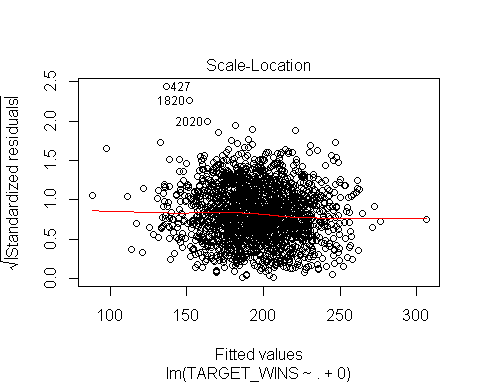 Scale-Location
√|Standardized residuals|
2.5
2.0
1.5
1.0
0.5
0.0
427
1820
2020
100 150 200 250 300
Fitted values
lm(TARGET_WINS ~ . + 0)